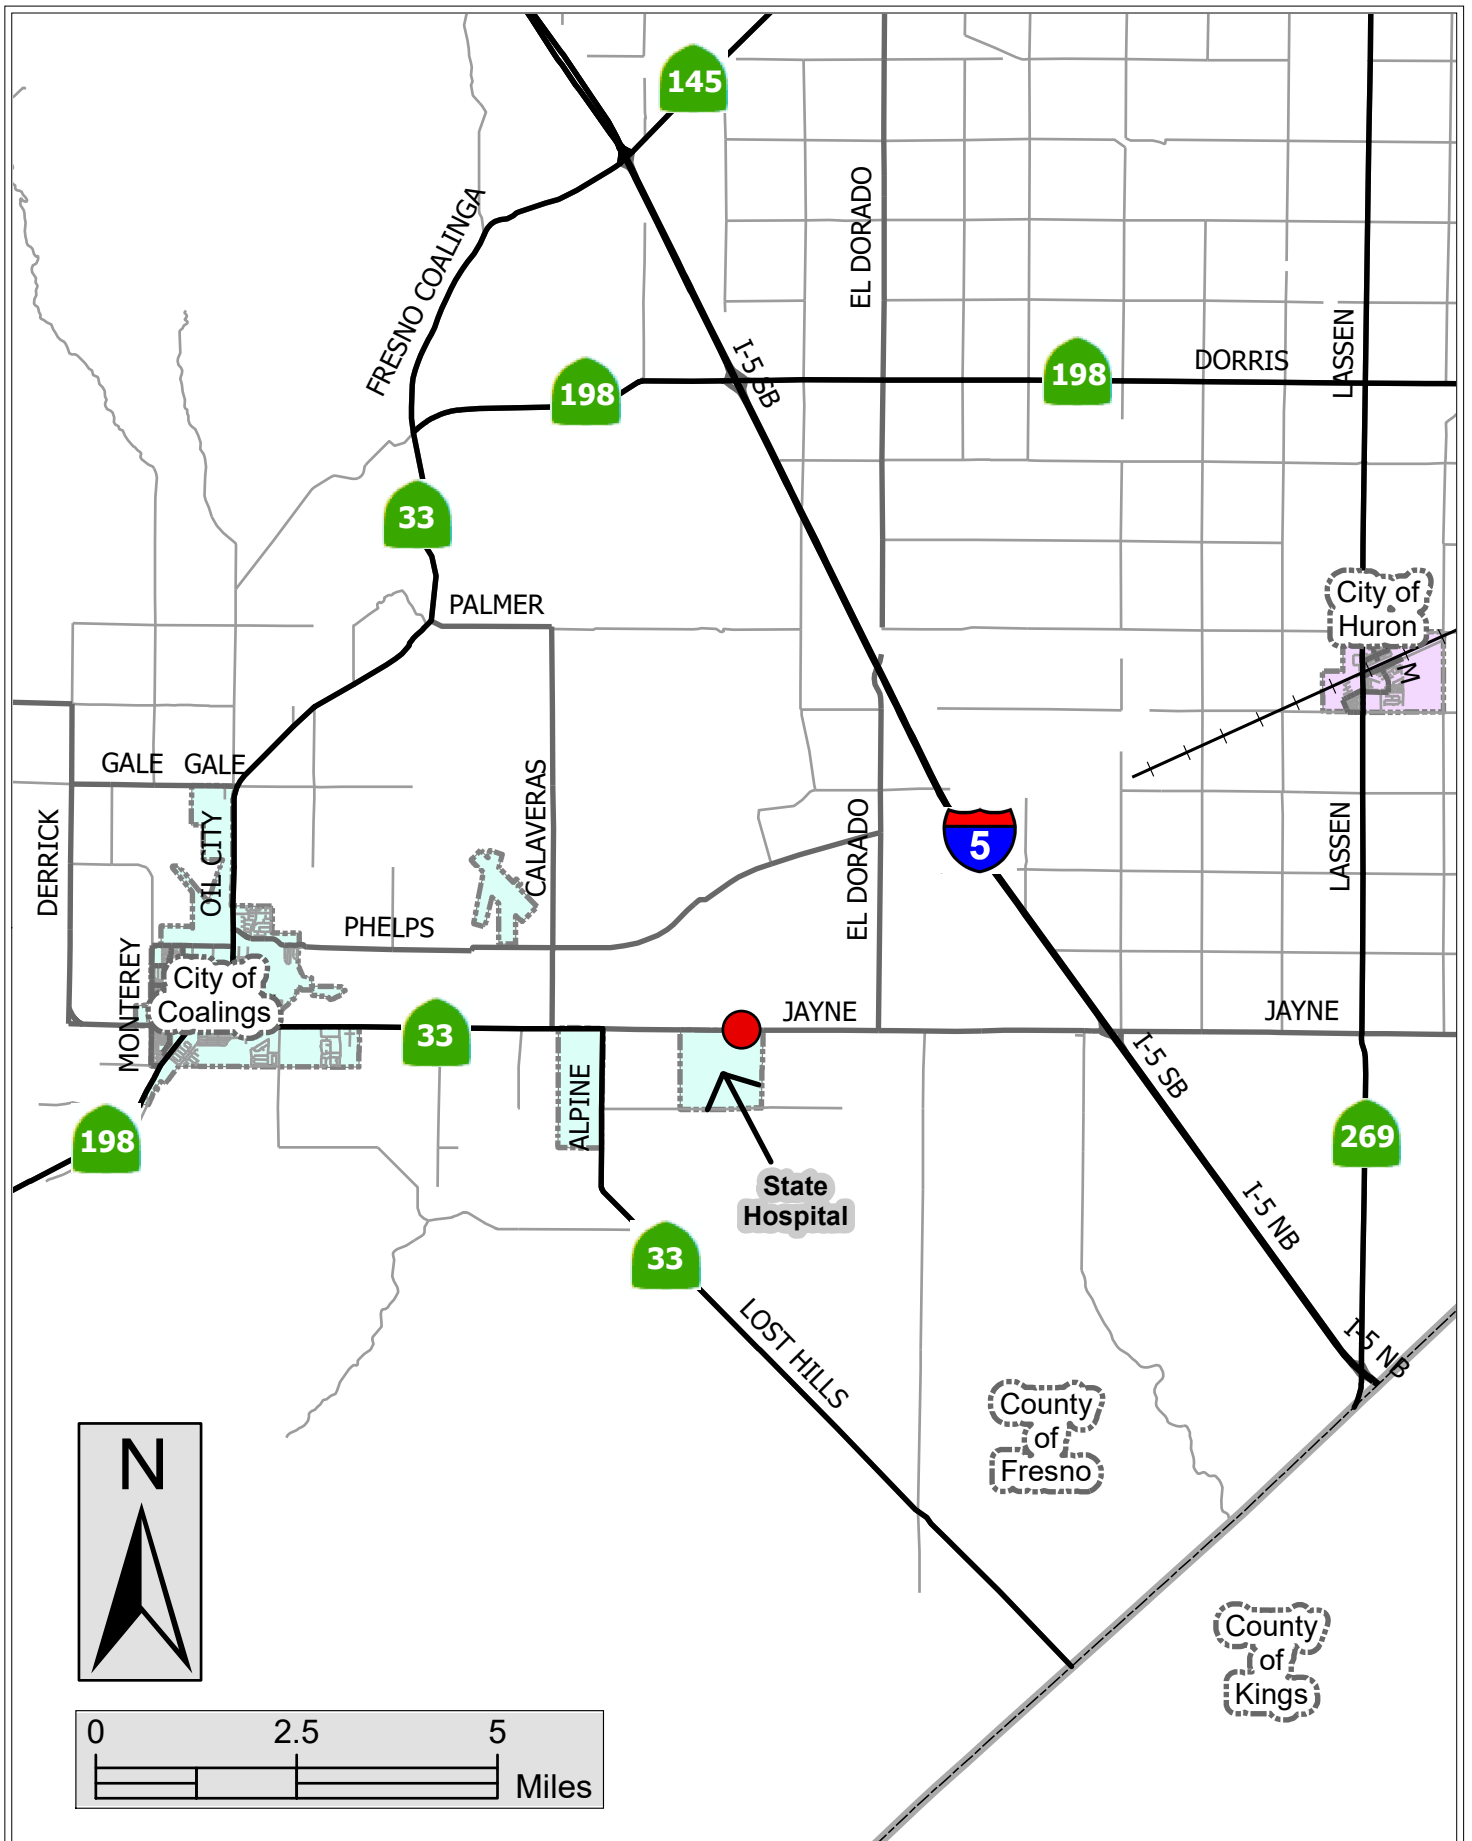 145
FRESNO COALINGA
EL DORADO
LASSEN
I-5 SB
DORRIS
198
198
33
PALMER
City of
Huron
M
GALE
GALE
DERRICK
OIL CITY
CALAVERAS
EL DORADO
5
LASSEN
PHELPS
MONTEREY
City of
Coalings
33
JAYNE
JAYNE
ALPINE
I-5 SB
198
269
State
Hospital
I-5 NB
33
LOST HILLS
I-5 NB
County
of
Fresno
N
County
of
Kings
0 2.5 5
Miles